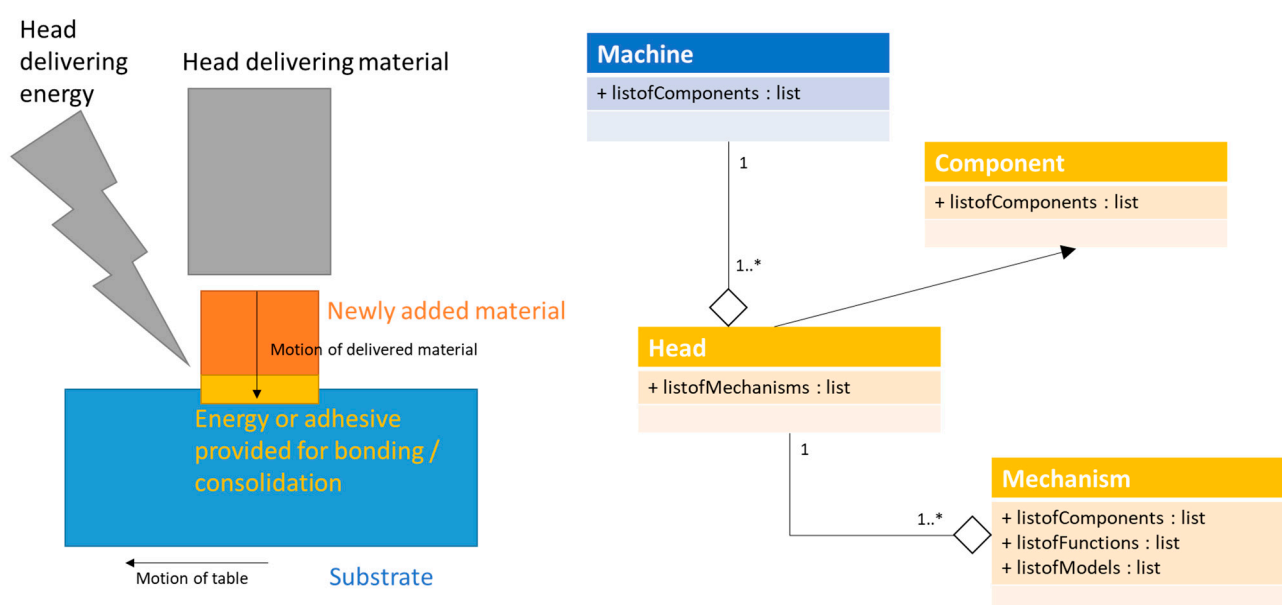 Head
delivering
energy
Head delivering material
Newly added material
Motion of delivered material
Energy or adhesive
provided for bonding /
consolidation
Motion of table
Substrate
Machine
+ listofComponents : list
1
1..*
Component
+ listofComponents : list
Head
+ listofMechanisms : list
1
1..*
Mechanism
+ listofComponents : list
+ listofFunctions : list
+ listofModels : list